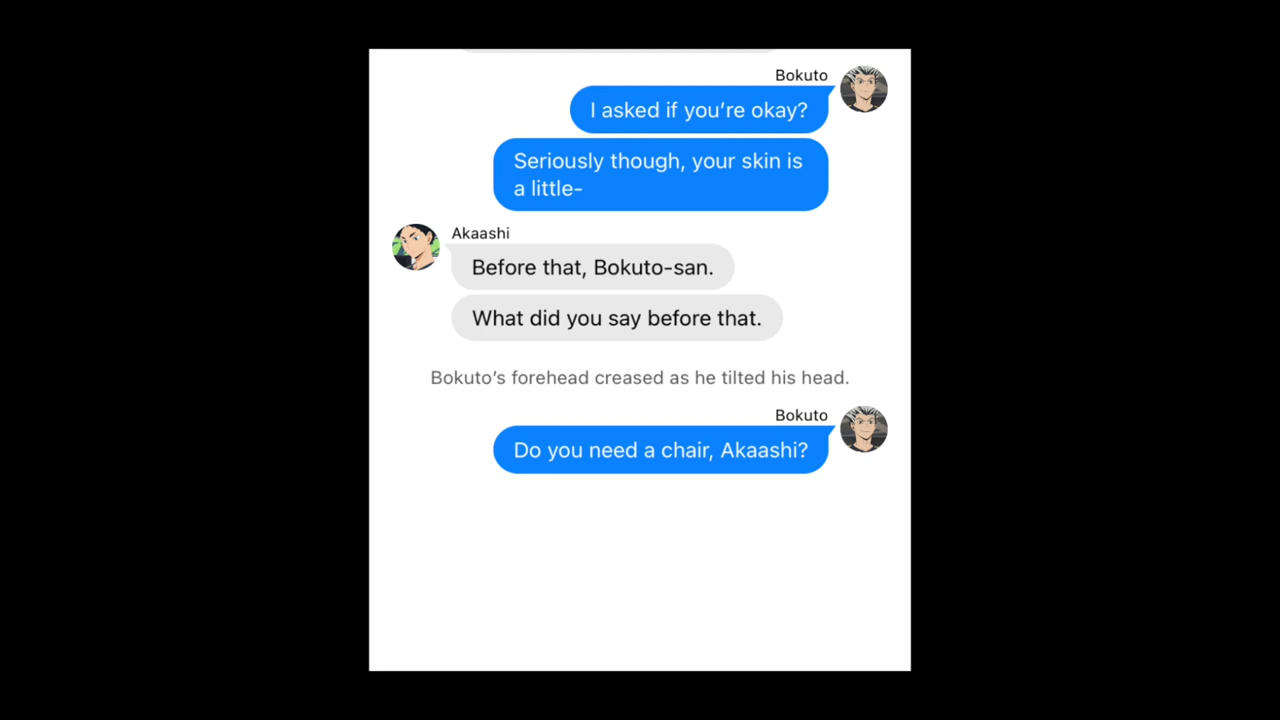 Bokuto
I asked if you’re okay?
Seriously though, your skin is
a little-
Akaashi
Before that, Bokuto-san.
What did you say before that.
Bokuto’s forehead creased as he tilted his head.
Bokuto
Do you need a chair, Akaashi?